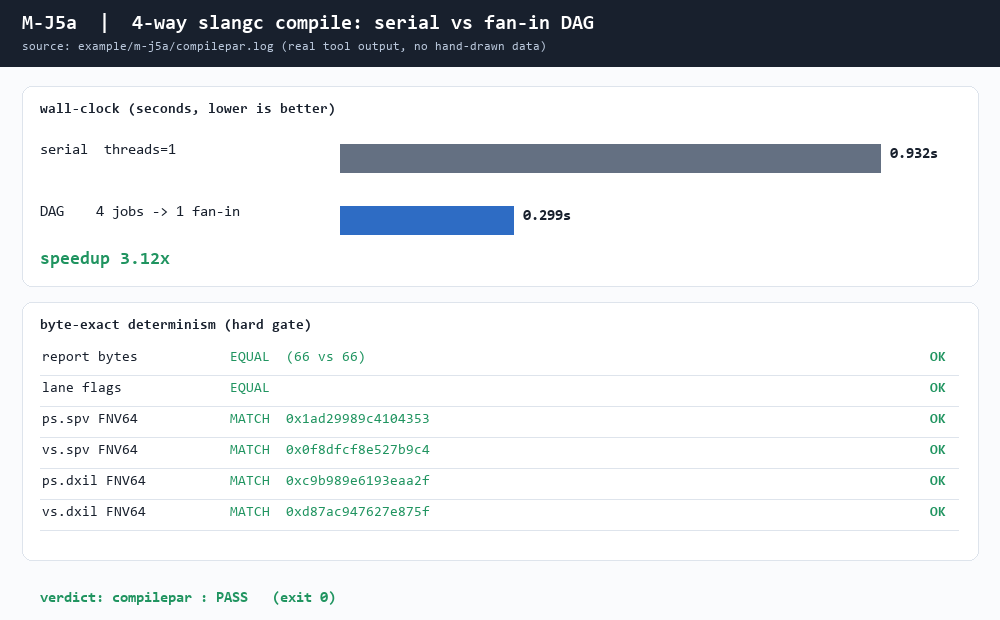 M-J5a  |  4-way slangc compile: serial vs fan-in DAG
source: example/m-j5a/compilepar.log (real tool output, no hand-drawn data)
wall-clock (seconds, lower is better)
serial  threads=1  0.932s
DAG    4 jobs -> 1 fan-in  0.299s
speedup 3.12x
byte-exact determinism (hard gate)
report bytes  EQUAL  (66 vs 66)  OK
lane flags  EQUAL  OK
ps.spv FNV64  MATCH  0x1ad29989c4104353  OK
vs.spv FNV64  MATCH  0x0f8dfcf8e527b9c4  OK
ps.dxil FNV64  MATCH  0xc9b989e6193eaa2f  OK
vs.dxil FNV64  MATCH  0xd87ac947627e875f  OK
verdict: compilepar : PASS   (exit 0)